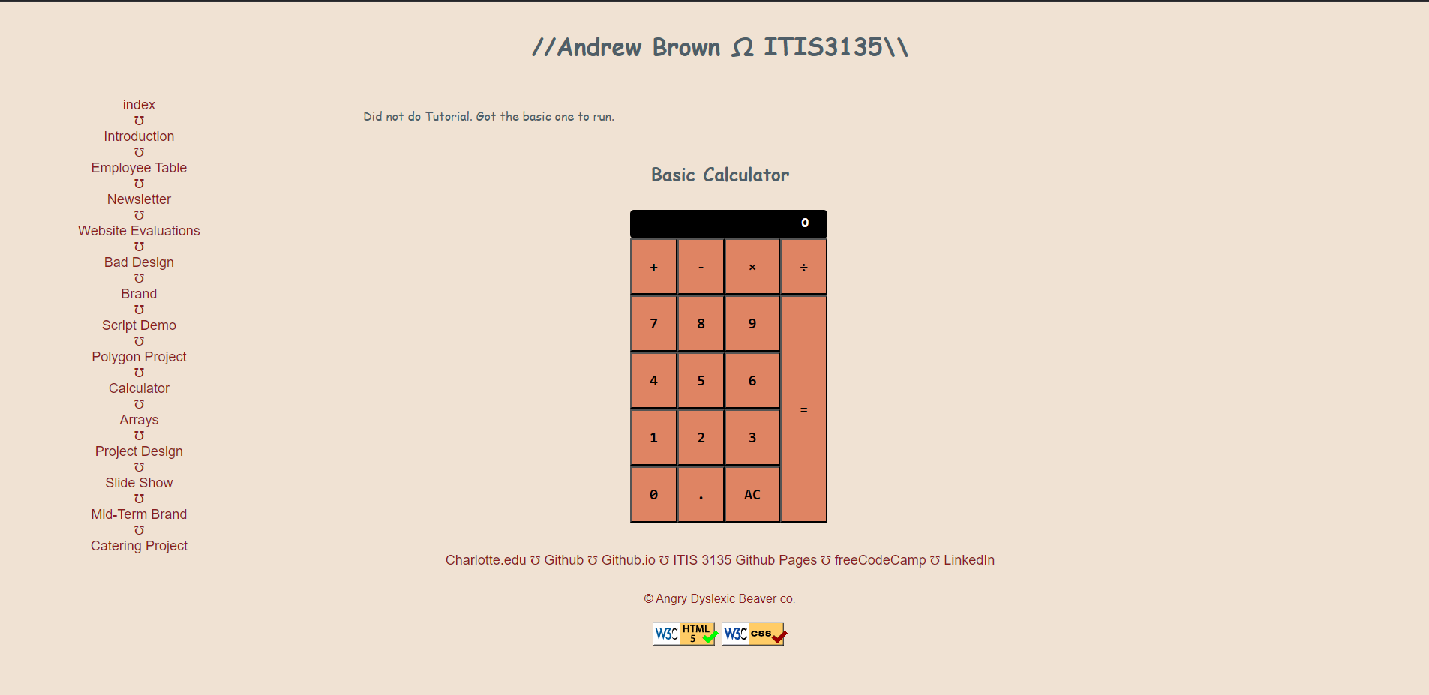 //Andrew Brown Ω ITIS3135\\
index
℧
Introduction
℧
Employee Table
℧
Newsletter
℧
Website Evaluations
℧
Bad Design
℧
Brand
℧
Script Demo
℧
Polygon Project
℧
Calculator
℧
Arrays
℧
Project Design
℧
Slide Show
℧
Mid-Term Brand
℧
Catering Project
Did not do Tutorial. Got the basic one to run.
Basic Calculator
0
+ - × ÷
7 8 9
4 5 6
=
1 2 3
0 . AC
Charlotte.edu ℧ Github ℧ Github.io ℧ ITIS 3135 Github Pages ℧ freeCodeCamp ℧ LinkedIn
© Angry Dyslexic Beaver co.
W3C HTML 5 W3C css